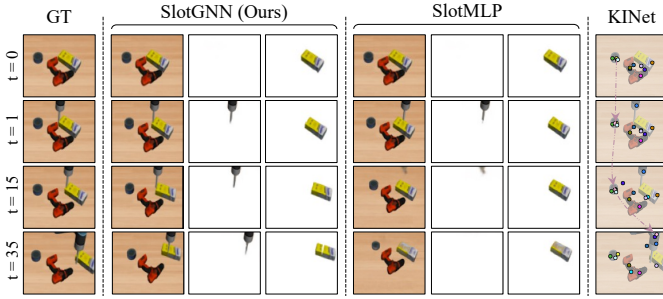 GT
SlotGNN (Ours)
SlotMLP
KINet
t = 0
t = 1
t = 15
t = 35